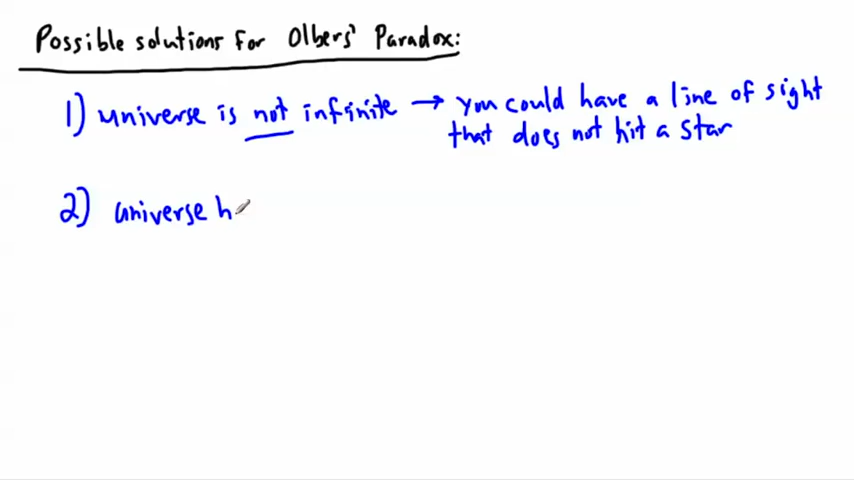 Possible solutions for Olbers' Paradox:
1) universe is not infinite → you could have a line of sight
that does not hit a star
2) universe h